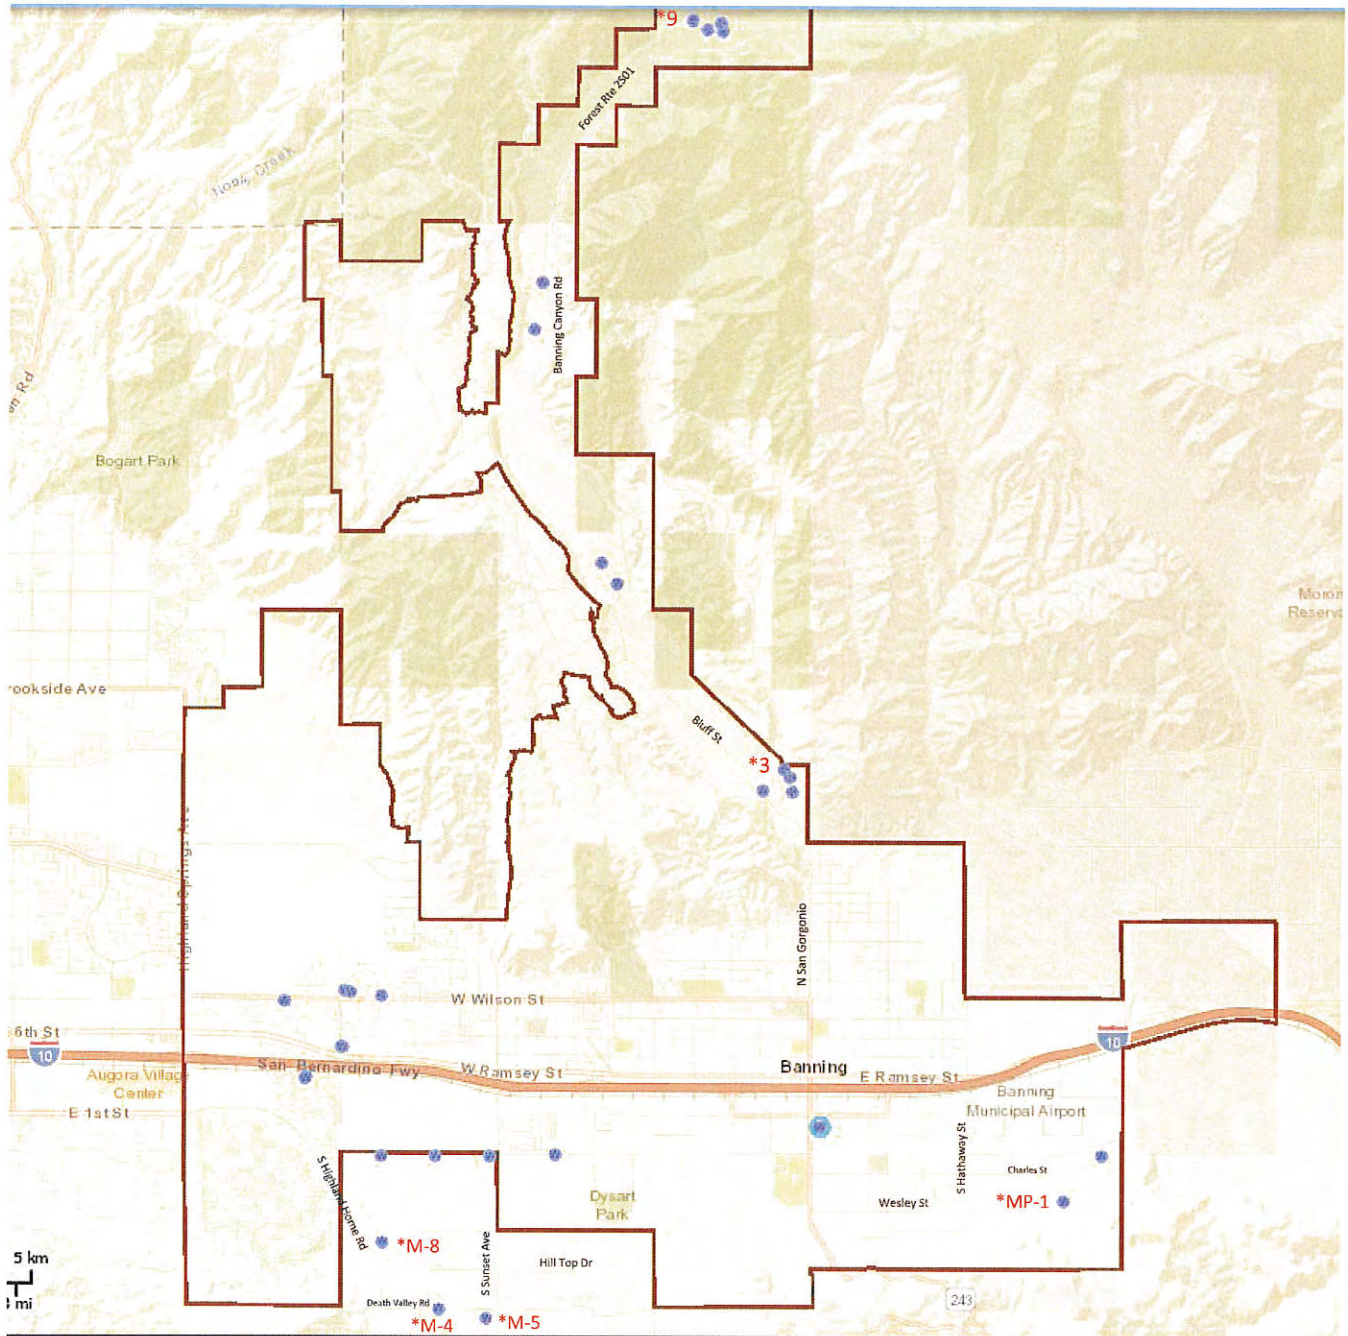 *9
Forest Rte 2S01
Banning Canyon Rd
on Rd
Bogart Park
Moron
Reserva
rookside Ave
Bluff St
*3
N San Gorgonio
W Wilson St
6th St
10
San Bernardino Fwy
W Ramsey St
Banning
E Ramsey St
10
Augora Village
Center
E 1st St
Banning
Municipal Airport
S Hathaway St
Charles St
S Highland Home Rd
Dysart
Park
Wesley St
*MP-1
*M-8
S Sunset Ave
Hill Top Dr
5 km
mi
Death Valley Rd
*M-4
*M-5
243